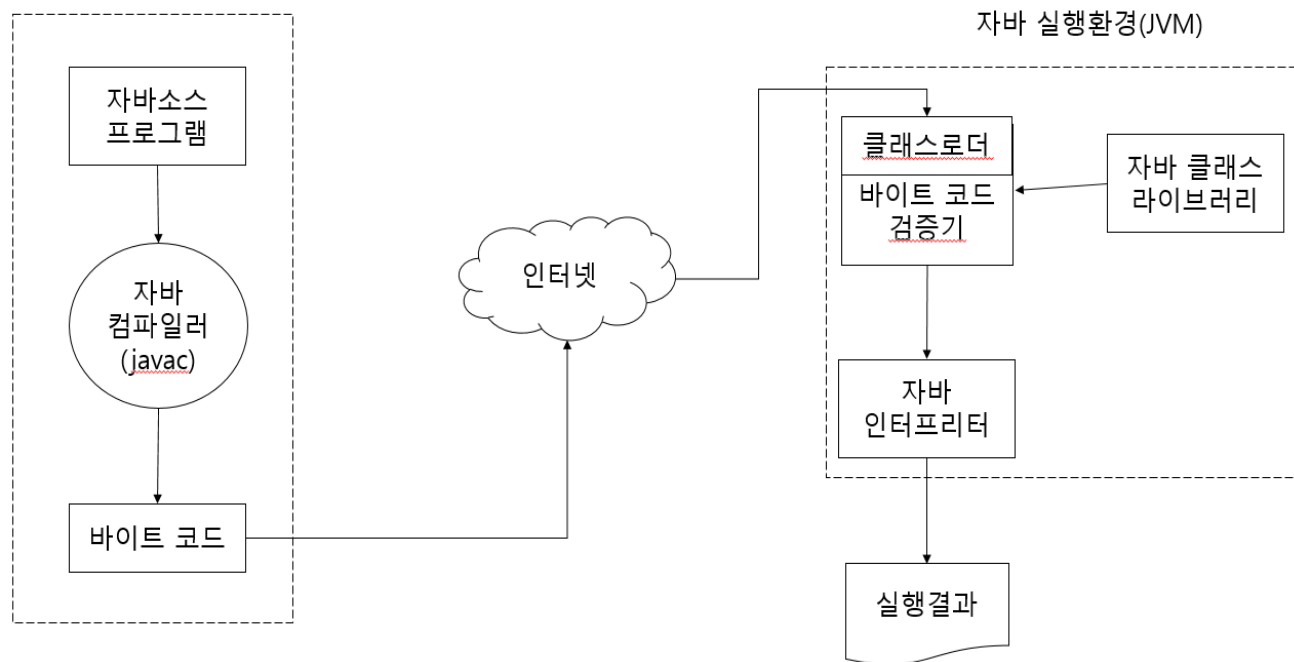 자바소스
프로그램
자바
컴파일러
(javac)
바이트 코드
인터넷
자바 실행환경(JVM)
클래스로더
바이트 코드
검증기
자바 클래스
라이브러리
자바
인터프리터
실행결과